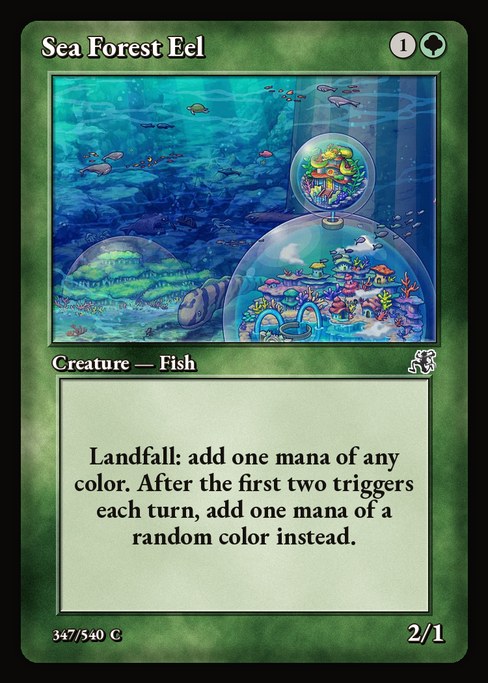 Sea Forest Eel 1
Creature — Fish
Landfall: add one mana of any
color. After the first two triggers
each turn, add one mana of a
random color instead.
347/540 C 2/1